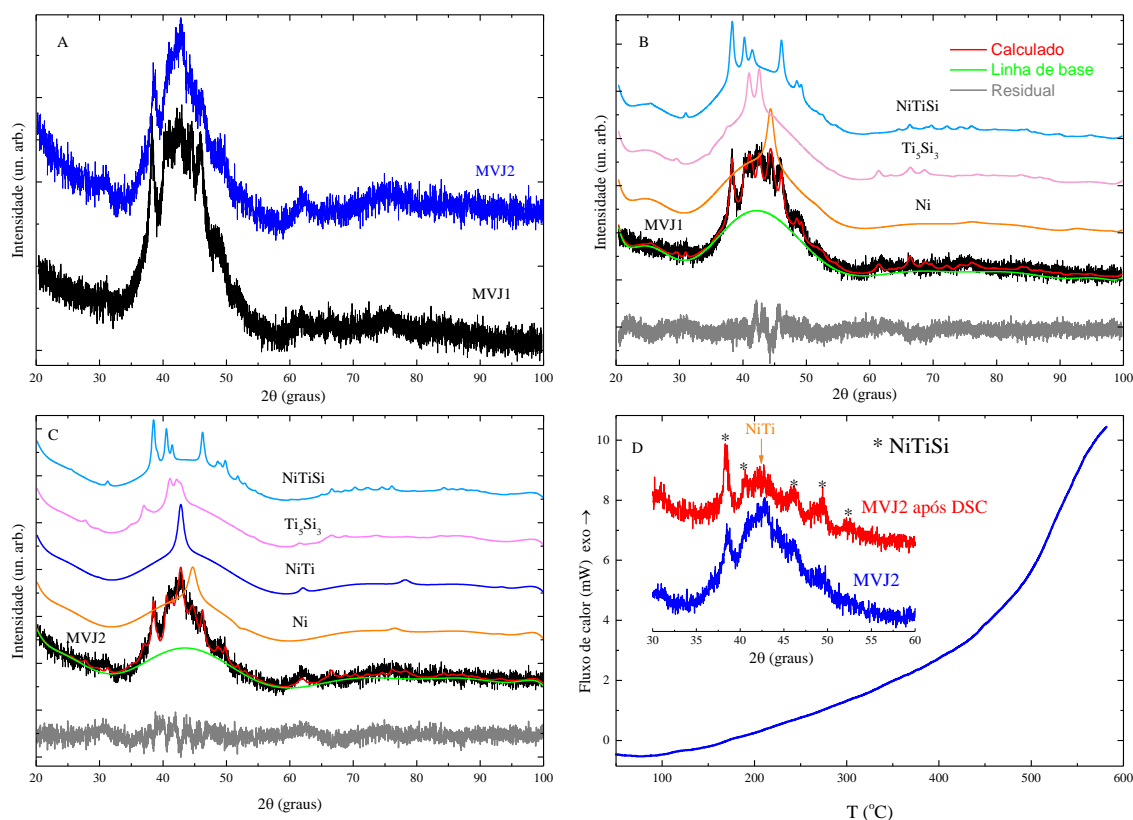 A
MVJ2
MVJ1
Intensidade (un. arb.)
20 30 40 50 60 70 80 90 100
2θ (graus)
B
Calculado
Linha de base
Residual
NiTiSi
Ti₅Si₃
Ni
MVJ1
Intensidade (un. arb.)
20 30 40 50 60 70 80 90 100
2θ (graus)
C
NiTiSi
Ti₅Si₃
NiTi
Ni
MVJ2
Intensidade (un. arb.)
20 30 40 50 60 70 80 90 100
2θ (graus)
D
NiTi
* NiTiSi
* * * * *
MVJ2 após DSC
MVJ2
30 35 40 45 50 55 60
2θ (graus)
Fluxo de calor (mW) exo →
10
8
6
4
2
0
100 200 300 400 500 600
T (°C)